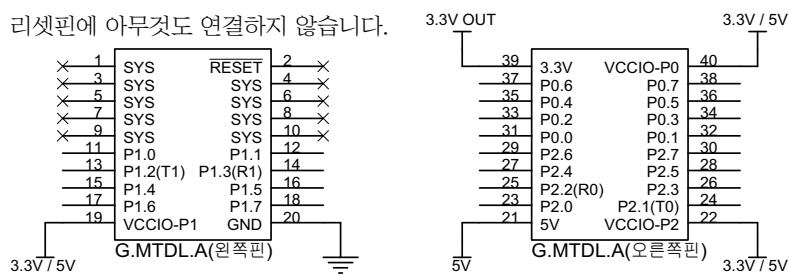 리셋핀에 아무것도 연결하지 않습니다.
1 SYS RESET 2
3 SYS SYS 4
5 SYS SYS 6
7 SYS SYS 8
9 SYS SYS 10
11 P1.0 P1.1 12
13 P1.2(T1) P1.3(R1) 14
15 P1.4 P1.5 16
17 P1.6 P1.7 18
19 VCCIO-P1 GND 20
G.MTDL.A(왼쪽핀)
3.3V / 5V
3.3V OUT
3.3V / 5V
39 3.3V VCCIO-P0 40
37 P0.6 P0.7 38
35 P0.4 P0.5 36
33 P0.2 P0.3 34
31 P0.0 P0.1 32
29 P2.6 P2.7 30
27 P2.4 P2.5 28
25 P2.2(R0) P2.3 26
23 P2.0 P2.1(T0) 24
21 5V VCCIO-P2 22
G.MTDL.A(오른쪽핀)
5V
3.3V / 5V